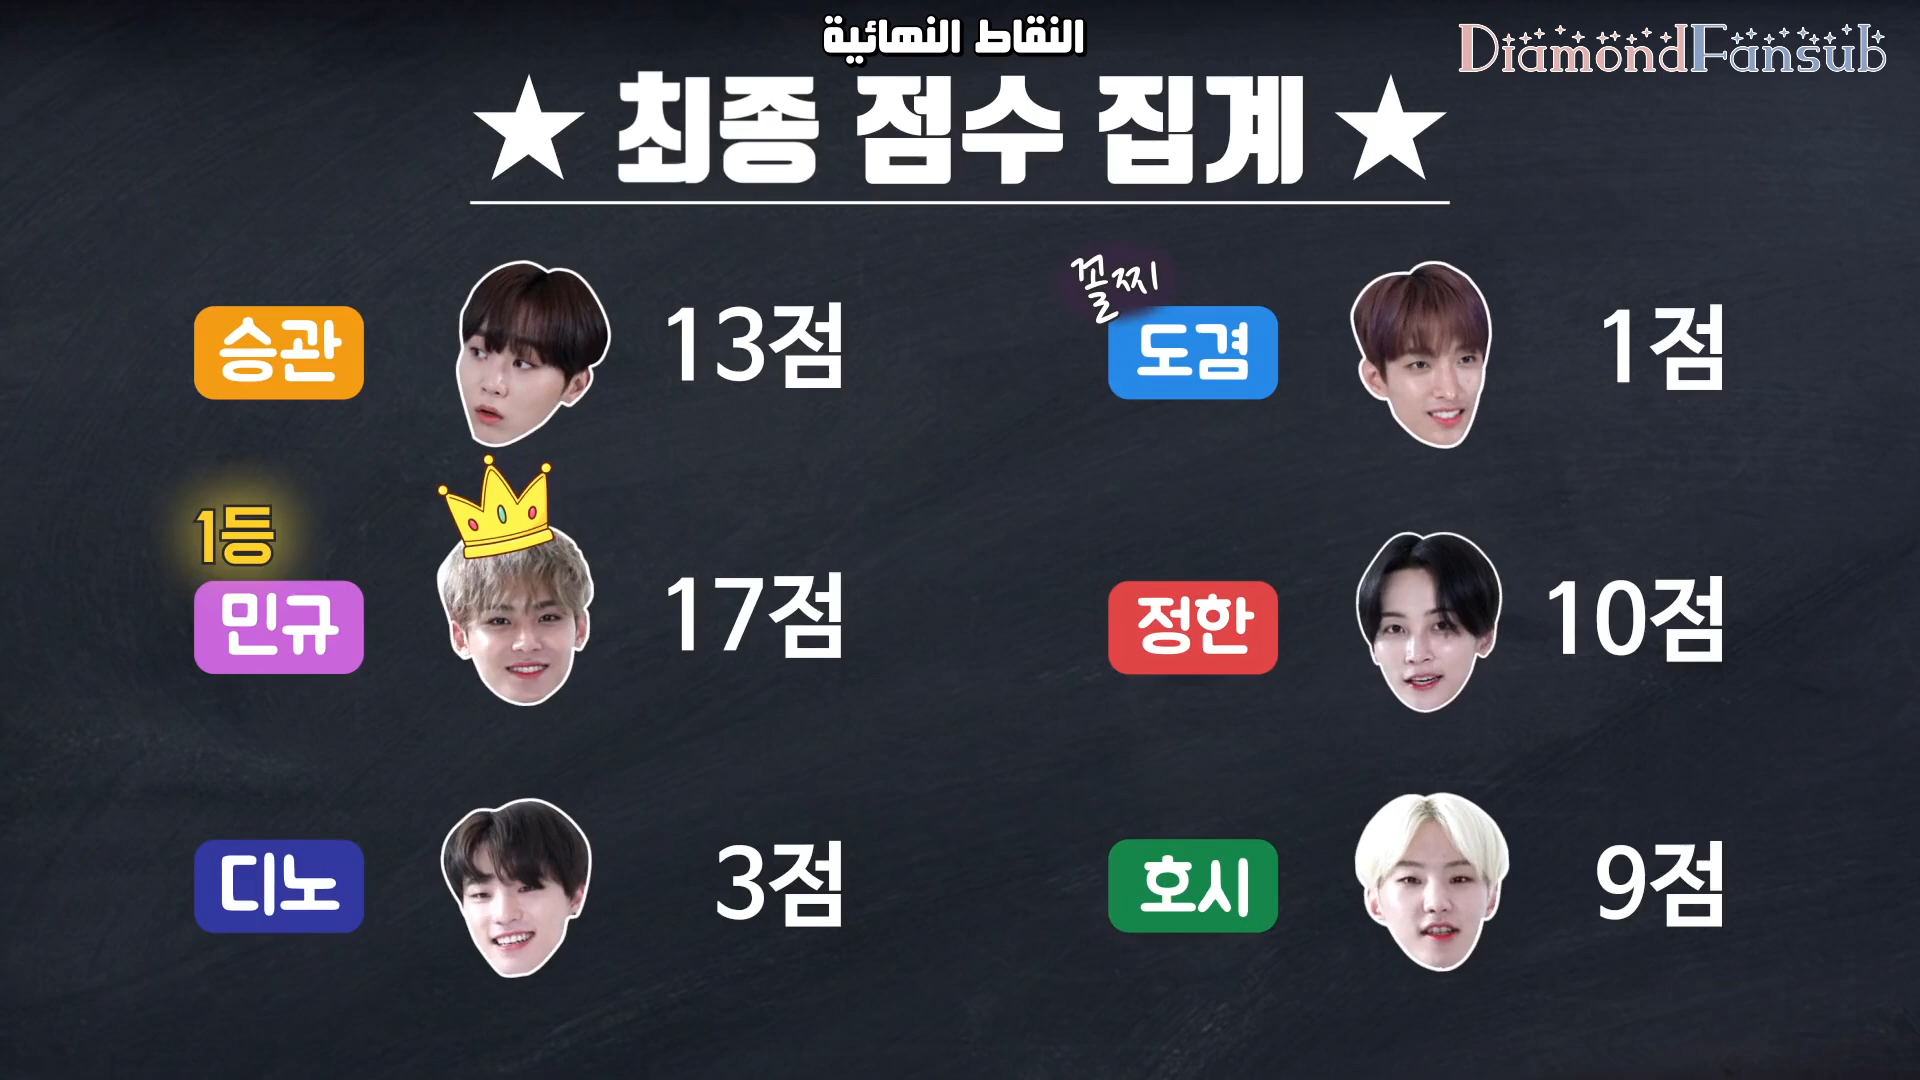 النقاط النهائية
DiamondFansub
★ 최종 점수 집계 ★
승관 13점
꼴찌
도겸 1점
1등
민규 17점
정한 10점
디노 3점
호시 9점